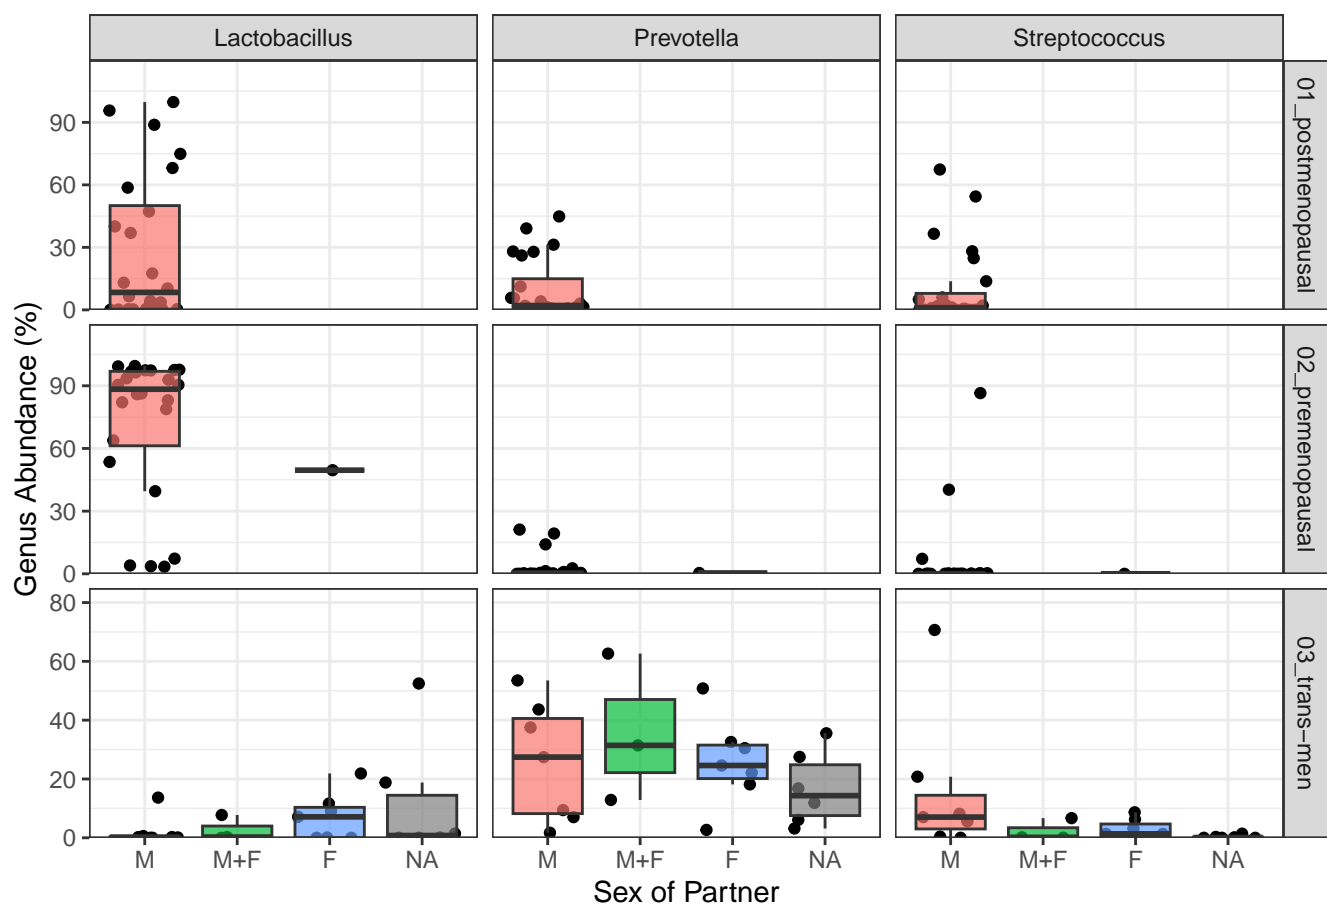 Lactobacillus Prevotella Streptococcus
90
60
30
0
01_postmenopausal
90
60
30
0
02_premenopausal
80
60
40
20
0
03_trans−men
Genus Abundance (%)
M M+F F NA M M+F F NA M M+F F NA
Sex of Partner